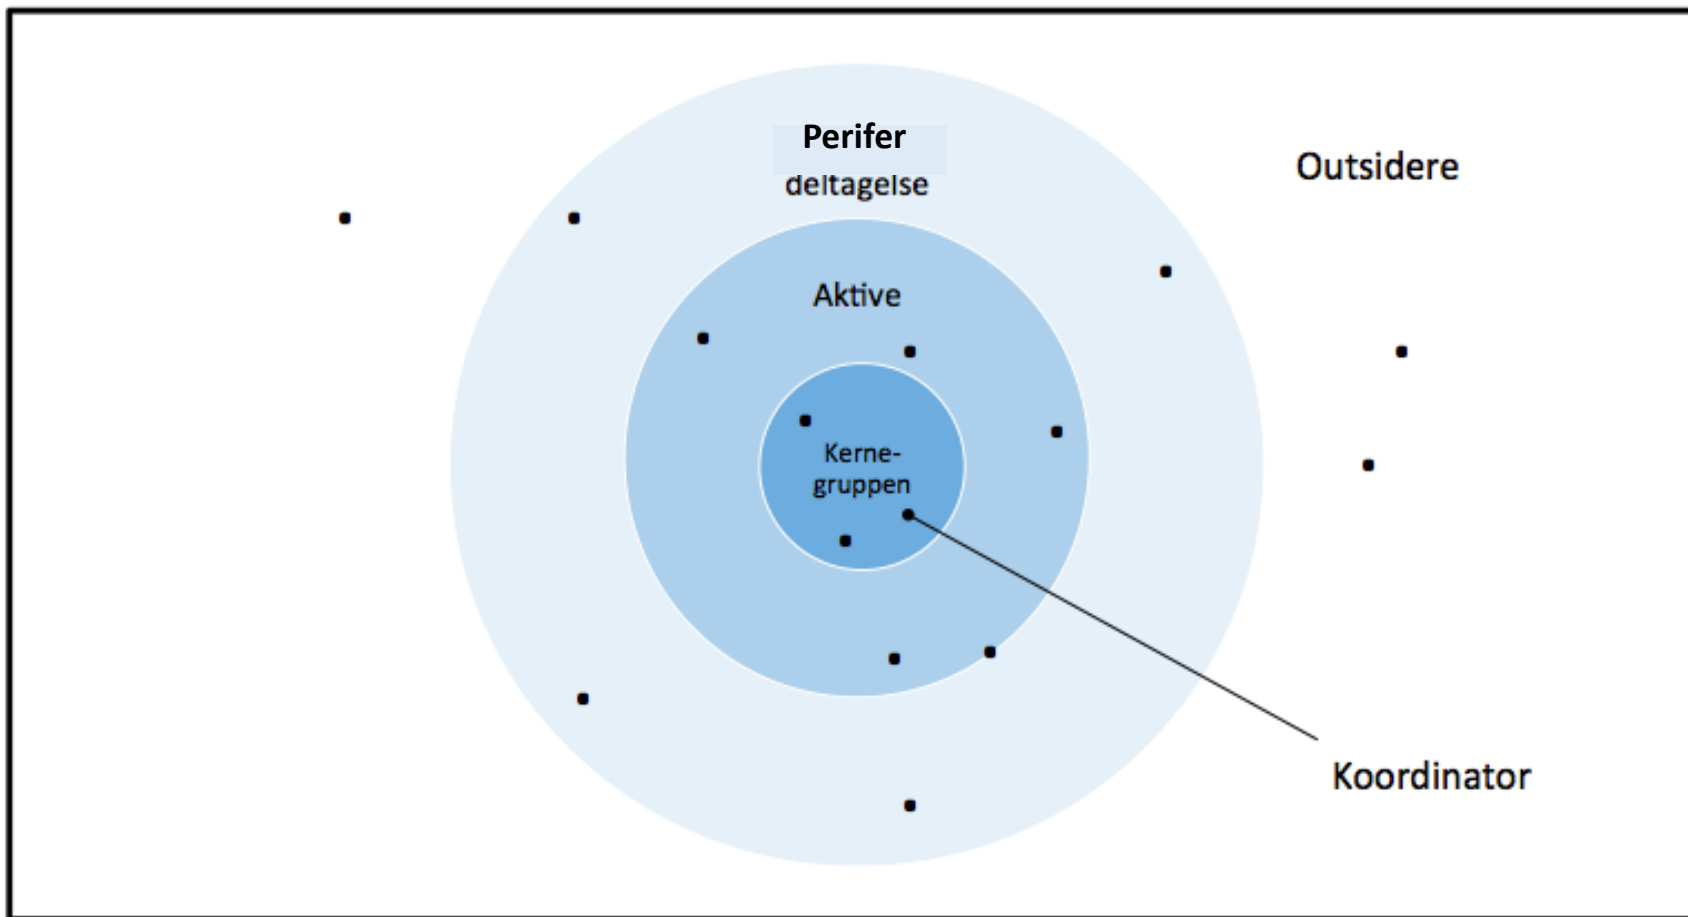 Perifer
deltagelse
Outsidere
Aktive
Kerne-
gruppen
Koordinator